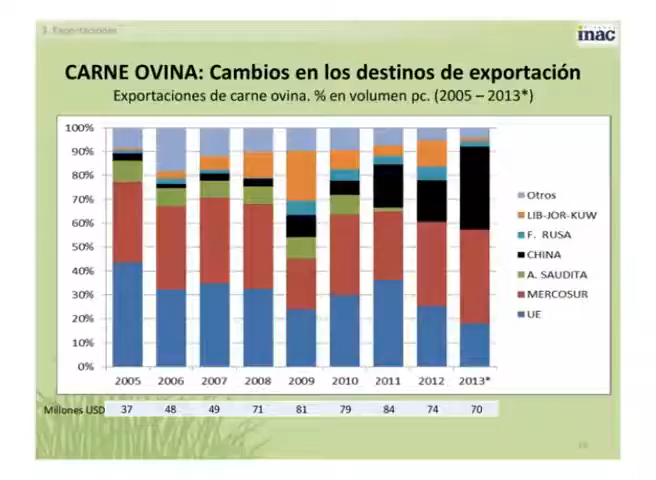 3. Exportaciones
inac
CARNE OVINA: Cambios en los destinos de exportación
Exportaciones de carne ovina. % en volumen pc. (2005 – 2013*)
100%
90%
80%
70%
60%
50%
40%
30%
20%
10%
0%
Otros
LIB-JOR-KUW
F. RUSA
CHINA
A. SAUDITA
MERCOSUR
UE
2005 2006 2007 2008 2009 2010 2011 2012 2013*
Millones USD 37 48 49 71 81 79 84 74 70